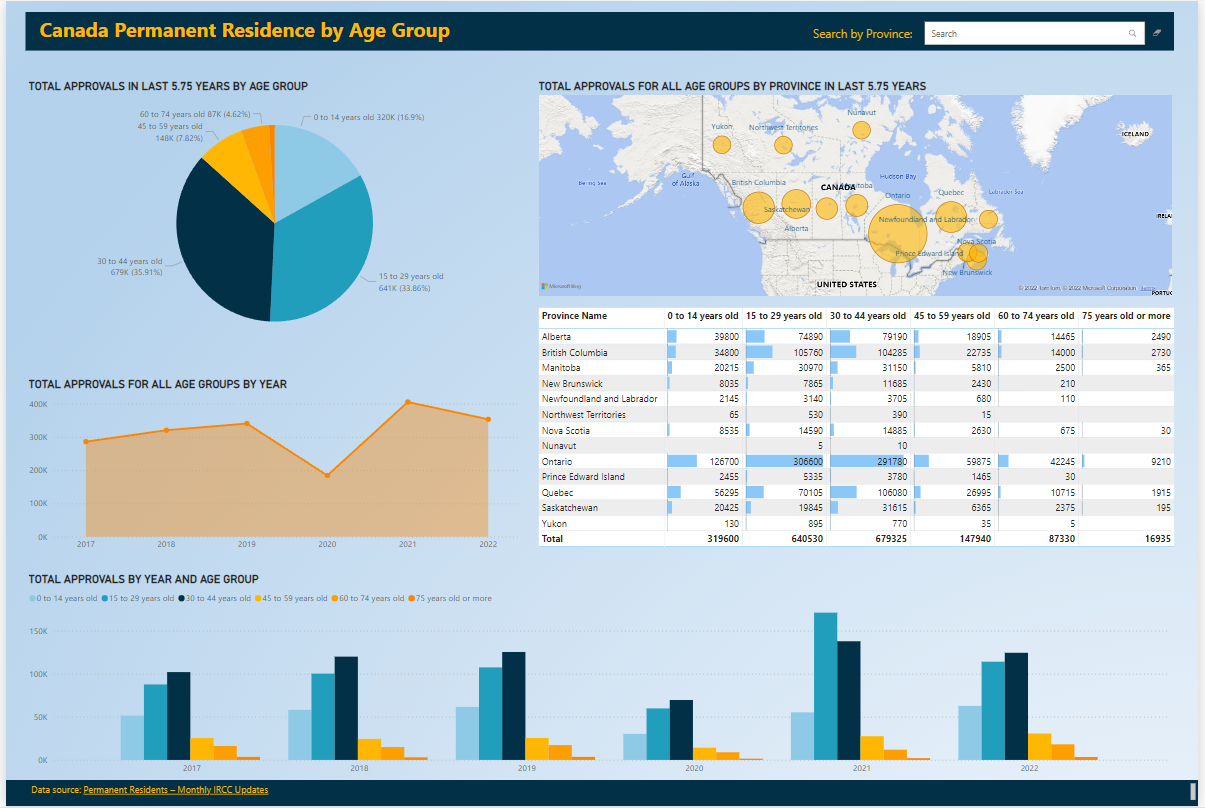 Canada Permanent Residence by Age Group
Search by Province:
Search
TOTAL APPROVALS IN LAST 5.75 YEARS BY AGE GROUP
60 to 74 years old 87K (4.62%)
0 to 14 years old 320K (16.9%)
45 to 59 years old
148K (7.82%)
30 to 44 years old
679K (35.91%)
15 to 29 years old
641K (33.86%)
TOTAL APPROVALS FOR ALL AGE GROUPS BY PROVINCE IN LAST 5.75 YEARS
Nunavut
Yukon
Northwest Territories
ICELAND
Bering Sea
Gulf
of Alaska
British Columbia
CANADA
Hudson Bay
Ontario
Quebec
Labrador Sea
Saskatchewan
Newfoundland and Labrador
Alberta
Nova Scotia
Prince Edward Island
New Brunswick
UNITED STATES
Microsoft Bing
© 2022 TomTom, © 2022 Microsoft Corporation Terms
Province Name 0 to 14 years old 15 to 29 years old 30 to 44 years old 45 to 59 years old 60 to 74 years old 75 years old or more
Alberta 39800 74890 79190 18905 14465 2490
British Columbia 34800 105760 104285 22735 14000 2730
Manitoba 20215 30970 31150 5810 2500 365
New Brunswick 8035 7865 11685 2430 210
Newfoundland and Labrador 2145 3140 3705 680 110
Northwest Territories 65 530 390 15
Nova Scotia 8535 14590 14885 2630 675 30
Nunavut 5 10
Ontario 126700 306600 291780 59875 42245 9210
Prince Edward Island 2455 5335 3780 1465 30
Quebec 56295 70105 106080 26995 10715 1915
Saskatchewan 20425 19845 31615 6365 2375 195
Yukon 130 895 770 35 5
Total 319600 640530 679325 147940 87330 16935
TOTAL APPROVALS FOR ALL AGE GROUPS BY YEAR
400K
300K
200K
100K
0K
2017 2018 2019 2020 2021 2022
TOTAL APPROVALS BY YEAR AND AGE GROUP
0 to 14 years old 15 to 29 years old 30 to 44 years old 45 to 59 years old 60 to 74 years old 75 years old or more
150K
100K
50K
0K
2017 2018 2019 2020 2021 2022
Data source: Permanent Residents – Monthly IRCC Updates